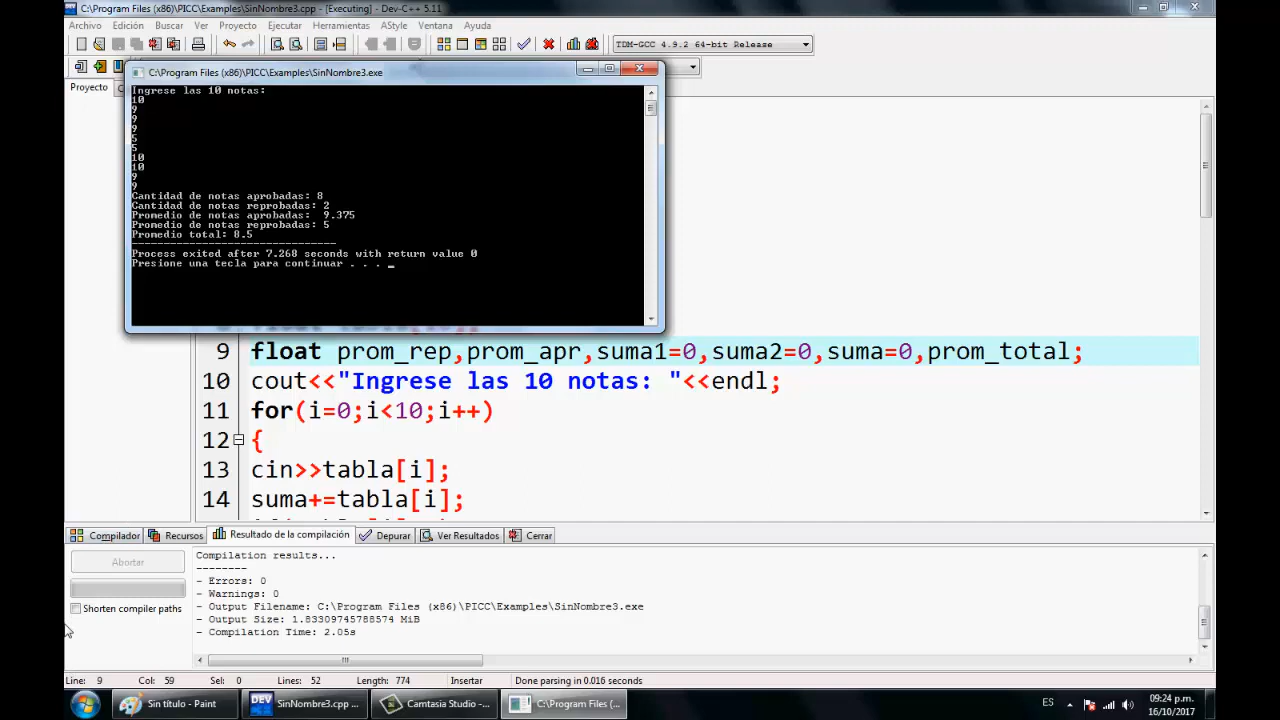 C:\Program Files (x86)\PICC\Examples\SinNombre3.cpp - [Executing] - Dev-C++ 5.11
Archivo Edición Buscar Ver Proyecto Ejecutar Herramientas AStyle Ventana Ayuda
TDM-GCC 4.9.2 64-bit Release
C:\Program Files (x86)\PICC\Examples\SinNombre3.exe
Proyecto
Ingrese las 10 notas:
10
9
9
9
5
5
10
10
9
9
Cantidad de notas aprobadas: 8
Cantidad de notas reprobadas: 2
Promedio de notas aprobadas:  9.375
Promedio de notas reprobadas: 5
Promedio total: 8.5
--------------------------------
Process exited after 7.268 seconds with return value 0
Presione una tecla para continuar . . . _
9 float prom_rep,prom_apr,suma1=0,suma2=0,suma=0,prom_total;
10 cout<<"Ingrese las 10 notas: "<<endl;
11 for(i=0;i<10;i++)
12 {
13 cin>>tabla[i];
14 suma+=tabla[i];
Compilador Recursos Resultado de la compilación Depurar Ver Resultados Cerrar
Abortar
Shorten compiler paths
Compilation results...
--------
- Errors: 0
- Warnings: 0
- Output Filename: C:\Program Files (x86)\PICC\Examples\SinNombre3.exe
- Output Size: 1.83309745788574 MiB
- Compilation Time: 2.05s
Line: 9 Col: 59 Sel: 0 Lines: 52 Length: 774 Insertar Done parsing in 0.016 seconds
Sin título - Paint
DEV SinNombre3.cpp ...
Camtasia Studio -...
C:\Program Files (...
ES
09:24 p.m.
16/10/2017